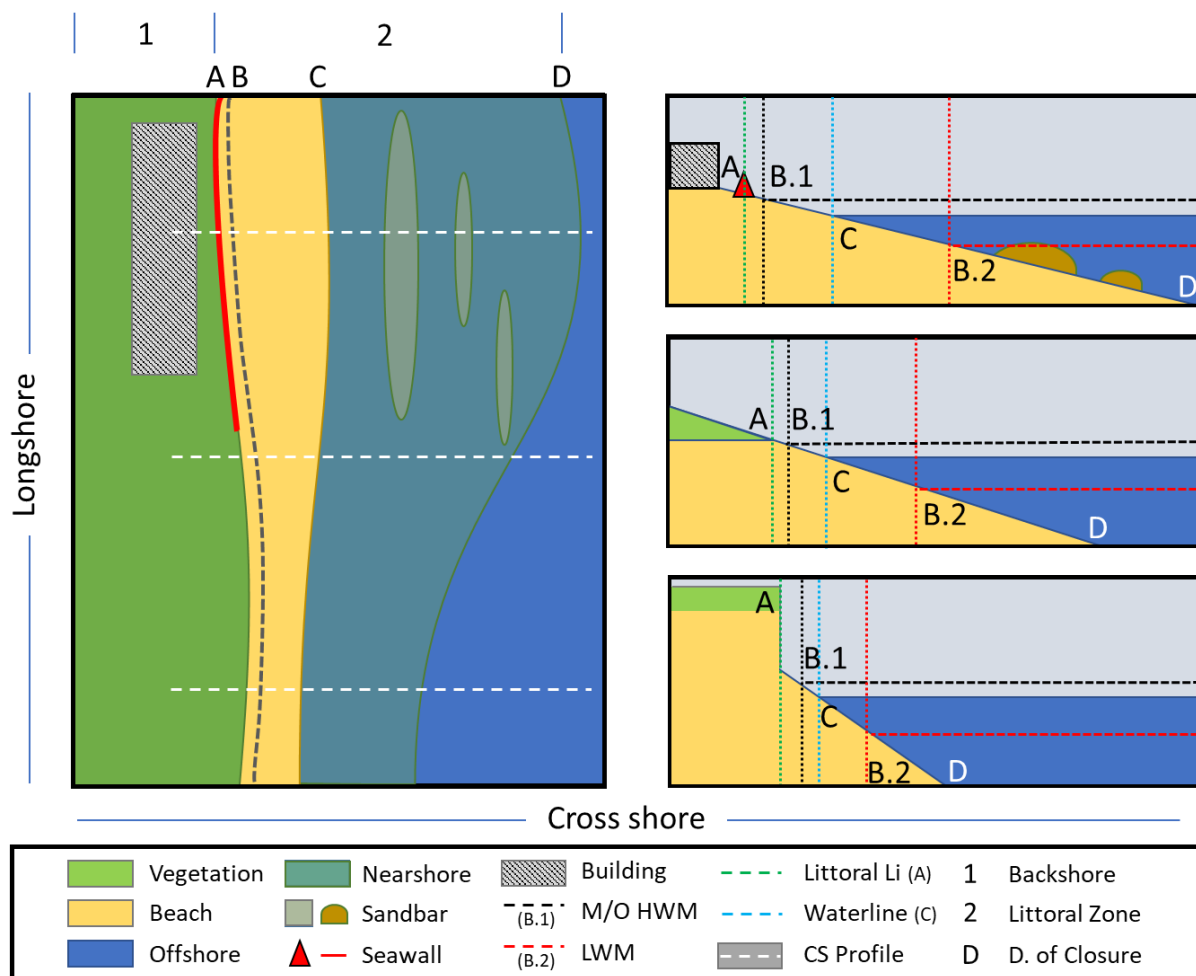 1
2
A B
C
D
Longshore
A
B.1
C
B.2
D
A
B.1
C
B.2
D
A
B.1
C
B.2
D
Cross shore
Vegetation
Nearshore
Building
Littoral Li (A)
1 Backshore
Beach
Sandbar
(B.1) M/O HWM
Waterline (C)
2 Littoral Zone
Offshore
Seawall
(B.2) LWM
CS Profile
D D. of Closure